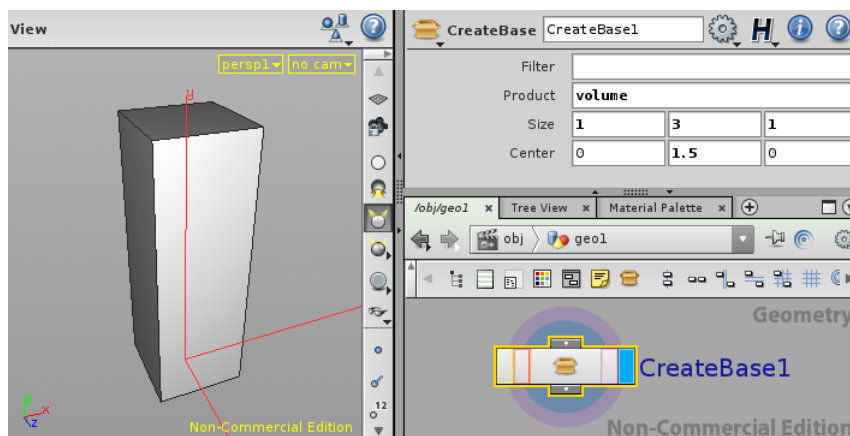 View
persp1 no cam
y
y
x
z
12
Non-Commercial Edition
CreateBase CreateBase1
Filter
Product volume
Size 1 3 1
Center 0 1.5 0
/obj/geo1 x Tree View x Material Palette x
obj geo1
Geometry
CreateBase1
Non-Commercial Edition